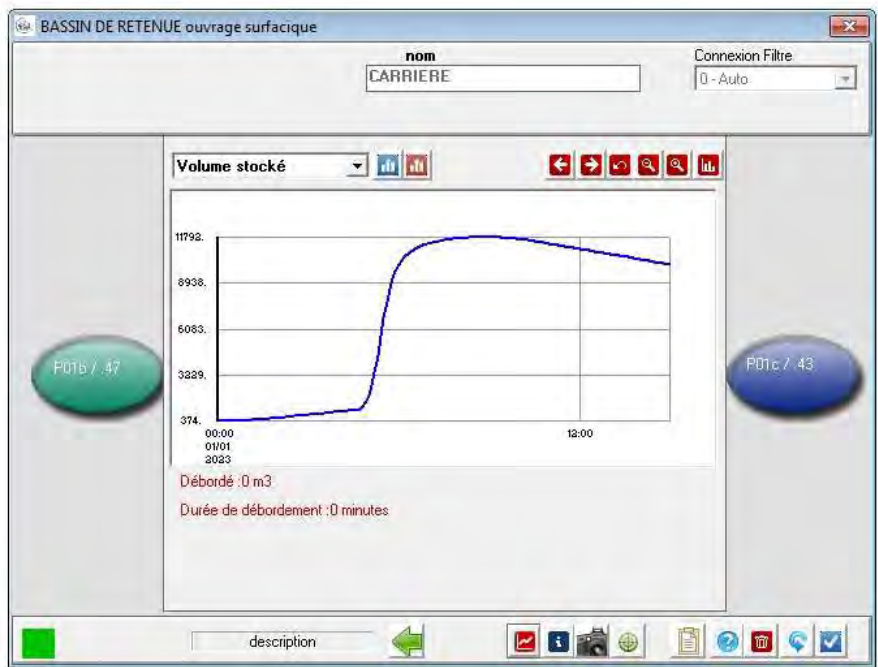 BASSIN DE RETENUE ouvrage surfacique
nom
Connexion Filtre
CARRIERE
0 - Auto
Volume stocké
11793.
8938.
6083.
3229.
374.
00:00
12:00
01/01
2023
P01b / .47
P01c / .43
Débordé :0 m3
Durée de débordement :0 minutes
description